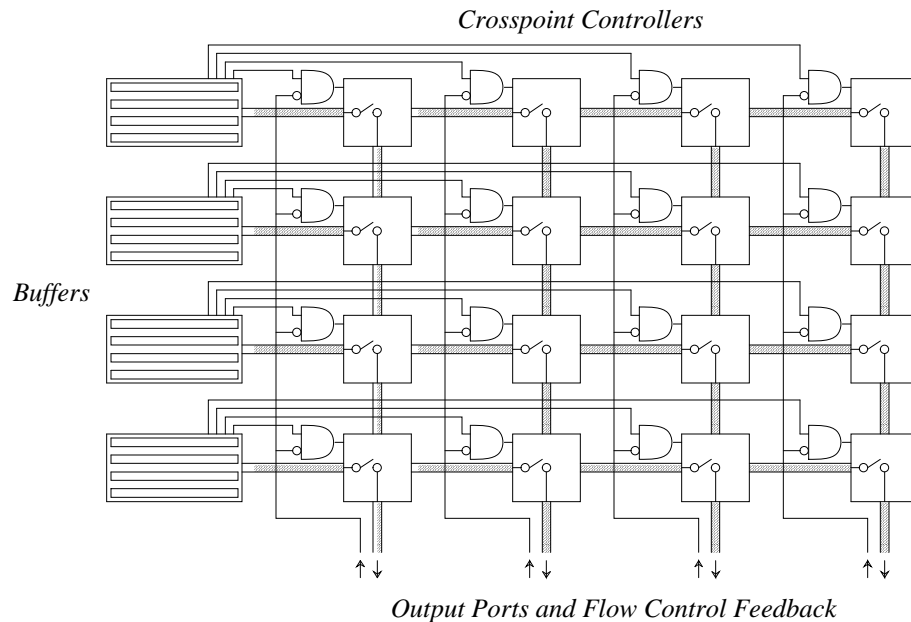 Crosspoint Controllers
Buffers
Output Ports and Flow Control Feedback